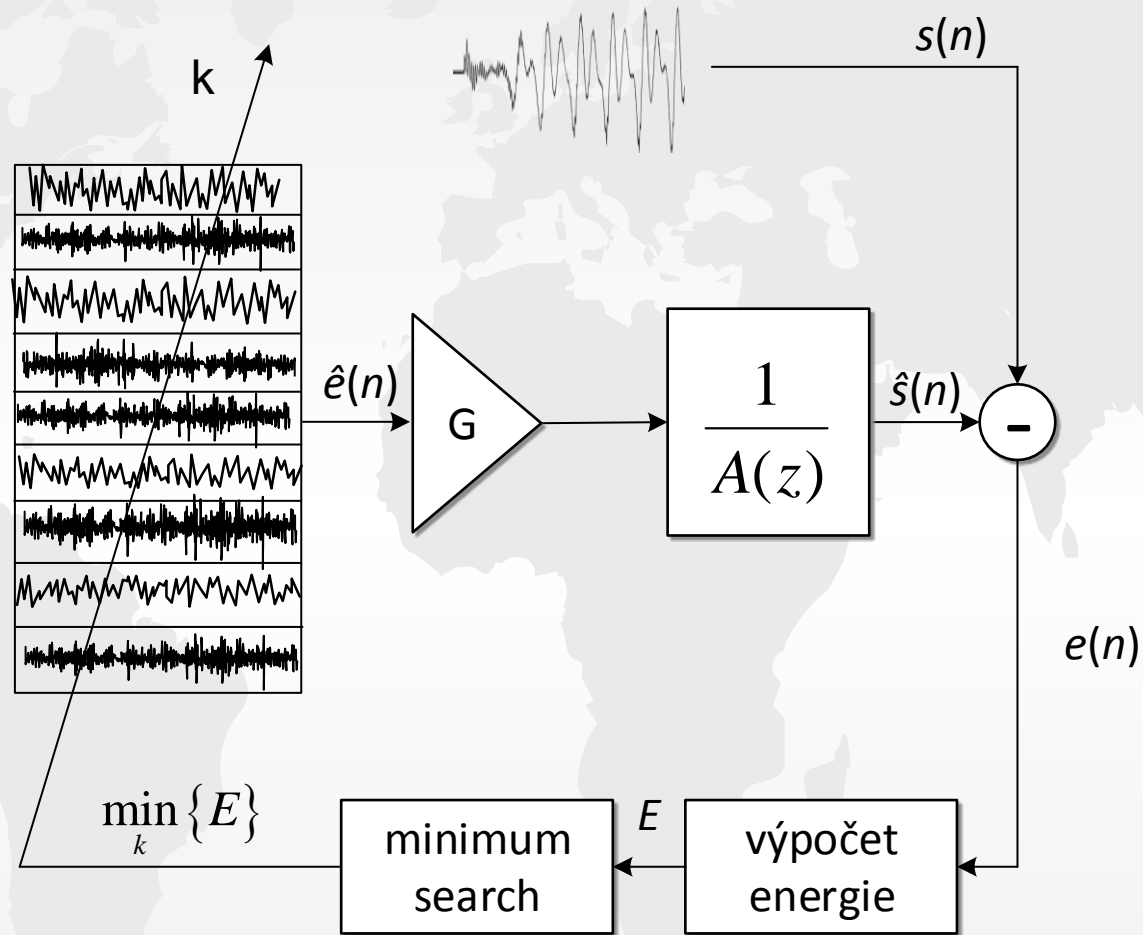 s(n)
k
ê(n)
G
1
A(z)
ŝ(n)
-
e(n)
min{E}
k
minimum
search
E
výpočet
energie